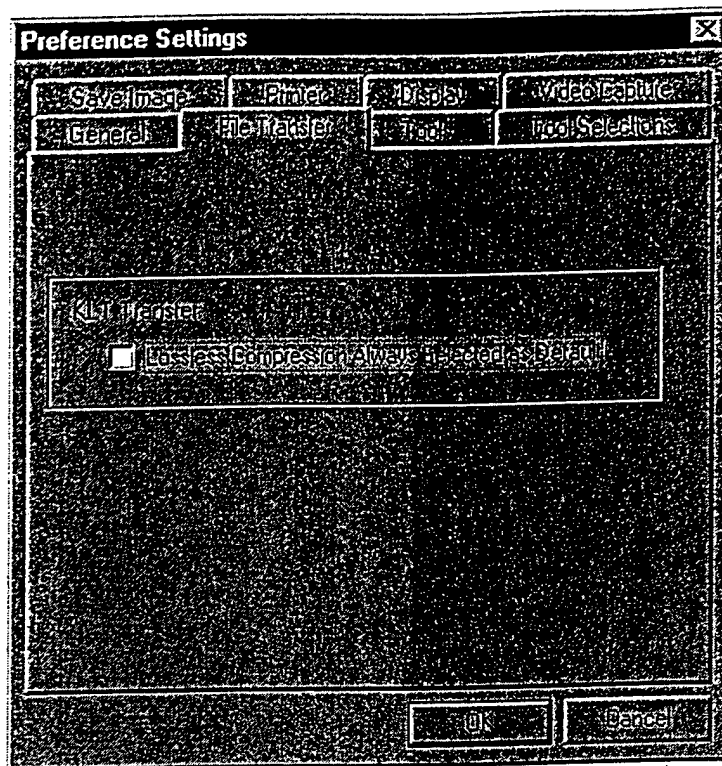 Preference Settings
Save Image Printer Display Video Capture
General File Transfer Tool Tool Selections
KLT Transfer
Lossless Compression Always Selected as Default
OK Cancel